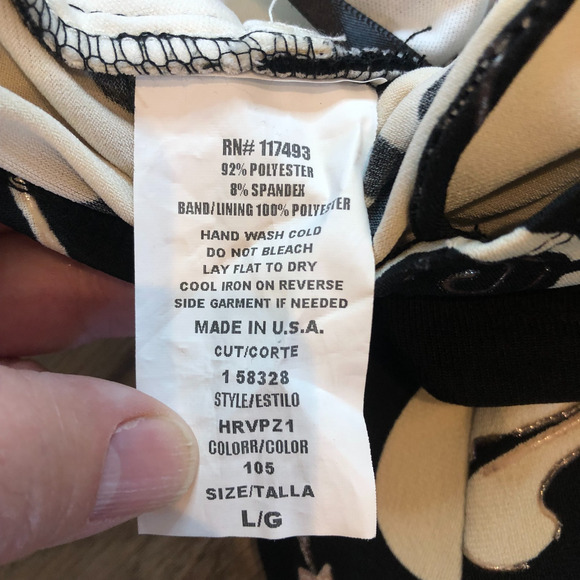 RN# 117493
92% POLYESTER
8% SPANDEX
BAND/LINING 100% POLYESTER
HAND WASH COLD
DO NOT BLEACH
LAY FLAT TO DRY
COOL IRON ON REVERSE
SIDE GARMENT IF NEEDED
MADE IN U.S.A.
CUT/CORTE
1 58328
STYLE/ESTILO
HRVPZ1
COLORR/COLOR
105
SIZE/TALLA
L/G